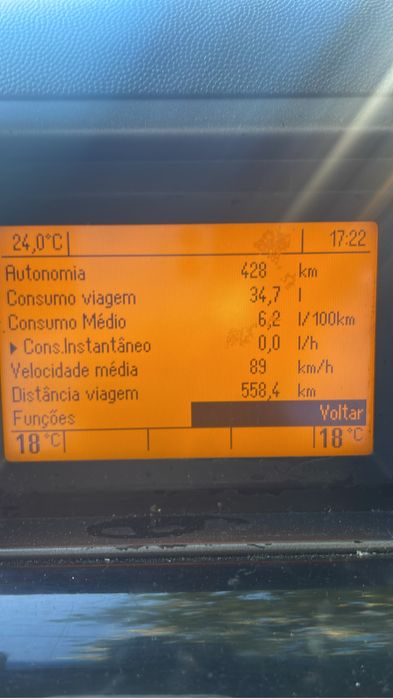 24,0°C 17:22
Autonomia 428 km
Consumo viagem 34,7 l
Consumo Médio 6,2 l/100km
Cons.Instantâneo 0,0 l/h
Velocidade média 89 km/h
Distância viagem 558,4 km
Funções Voltar
18°C 18°C